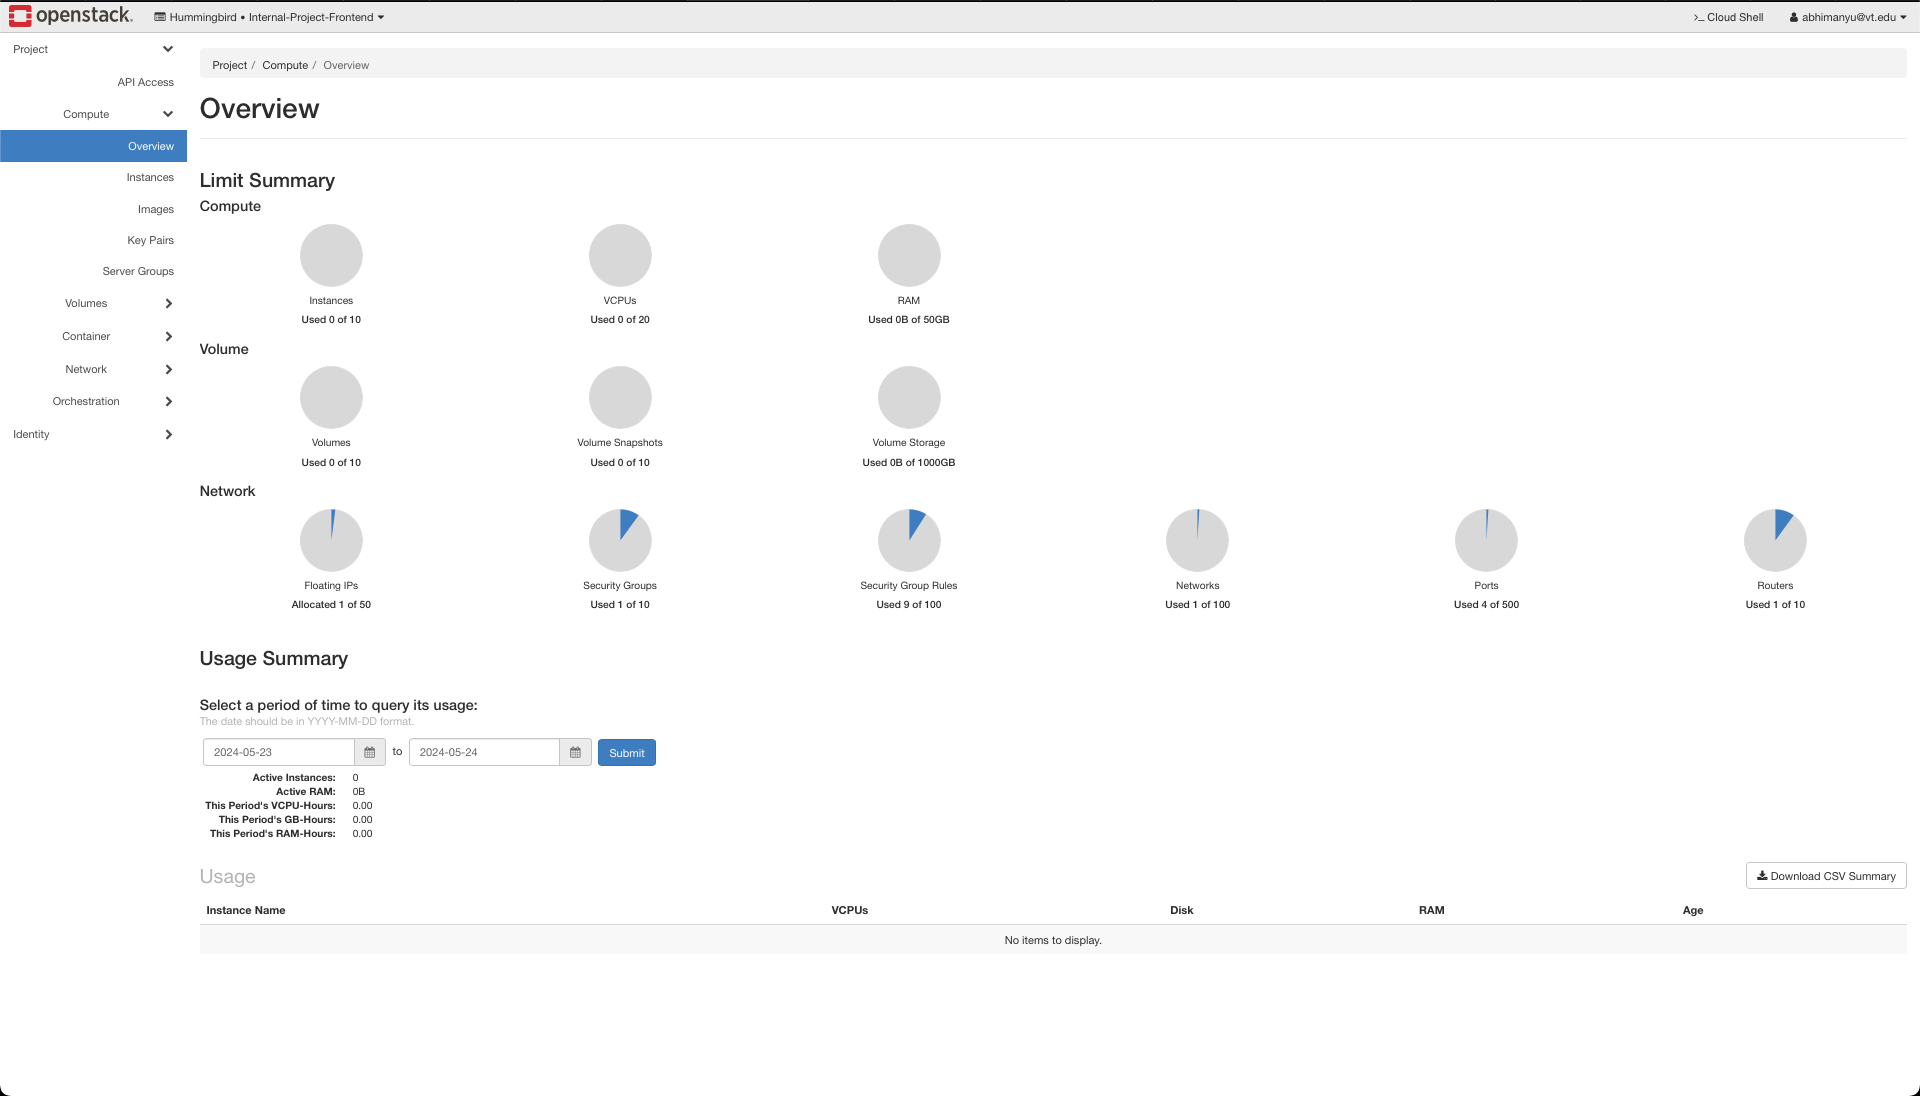 openstack.
Hummingbird • Internal-Project-Frontend
>_ Cloud Shell
abhimanyu@vt.edu
Project
API Access
Compute
Overview
Instances
Images
Key Pairs
Server Groups
Volumes
Container
Network
Orchestration
Identity
Project / Compute / Overview
Overview
Limit Summary
Compute
Instances
Used 0 of 10
VCPUs
Used 0 of 20
RAM
Used 0B of 50GB
Volume
Volumes
Used 0 of 10
Volume Snapshots
Used 0 of 10
Volume Storage
Used 0B of 1000GB
Network
Floating IPs
Allocated 1 of 50
Security Groups
Used 1 of 10
Security Group Rules
Used 9 of 100
Networks
Used 1 of 100
Ports
Used 4 of 500
Routers
Used 1 of 10
Usage Summary
Select a period of time to query its usage:
The date should be in YYYY-MM-DD format.
2024-05-23 to 2024-05-24 Submit
Active Instances: 0
Active RAM: 0B
This Period's VCPU-Hours: 0.00
This Period's GB-Hours: 0.00
This Period's RAM-Hours: 0.00
Usage
Download CSV Summary
Instance Name VCPUs Disk RAM Age
No items to display.